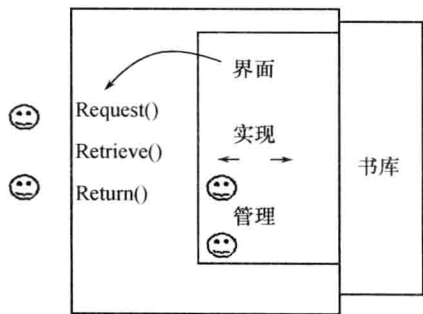 界面
Request()
Retrieve()
Return()
实现
管理
书库